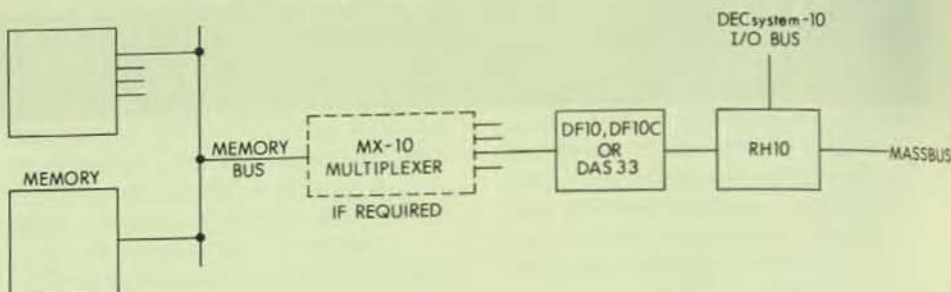 DECsystem-10
I/O BUS
MEMORY
BUS
MX-10
MULTIPLEXER
IF REQUIRED
DF10, DF10C
OR
DAS 33
RH10
MASSBUS
MEMORY